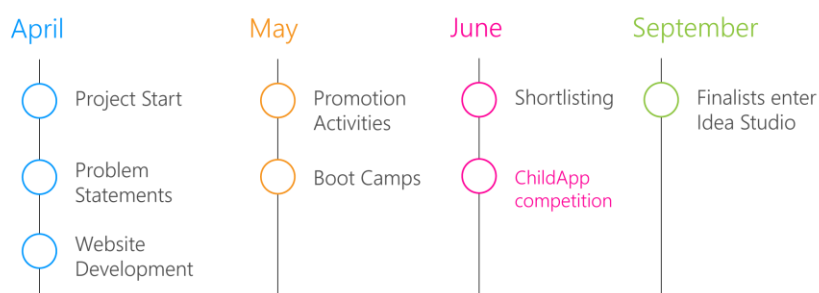 April
Project Start
Problem
Statements
Website
Development
May
Promotion
Activities
Boot Camps
June
Shortlisting
ChildApp
competition
September
Finalists enter
Idea Studio